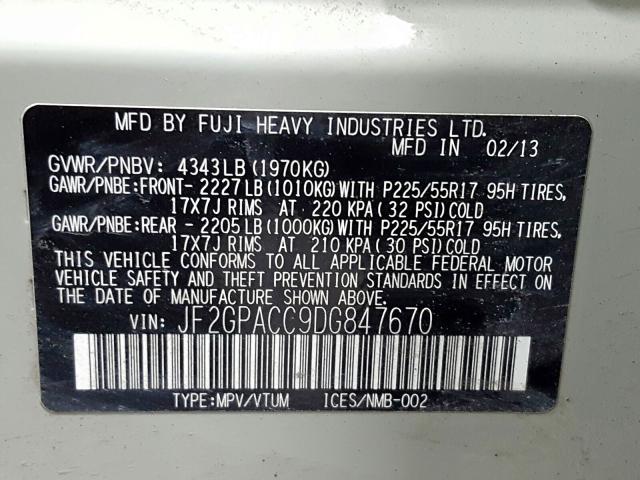 MFD BY FUJI HEAVY INDUSTRIES LTD.
MFD IN 02/13
GVWR/PNBV: 4343LB (1970KG)
GAWR/PNBE:FRONT- 2227LB (1010KG) WITH P225/55R17 95H TIRES,
17X7J RIMS AT 220 KPA (32 PSI) COLD
GAWR/PNBE:REAR - 2205LB (1000KG) WITH P225/55R17 95H TIRES,
17X7J RIMS AT 210 KPA (30 PSI) COLD
THIS VEHICLE CONFORMS TO ALL APPLICABLE FEDERAL MOTOR
VEHICLE SAFETY AND THEFT PREVENTION STANDARDS IN EFFECT ON
THE DATE OF MANUFACTURE SHOWN ABOVE.
VIN: JF2GPACC9DG847670
TYPE:MPV/VTUM ICES/NMB-002